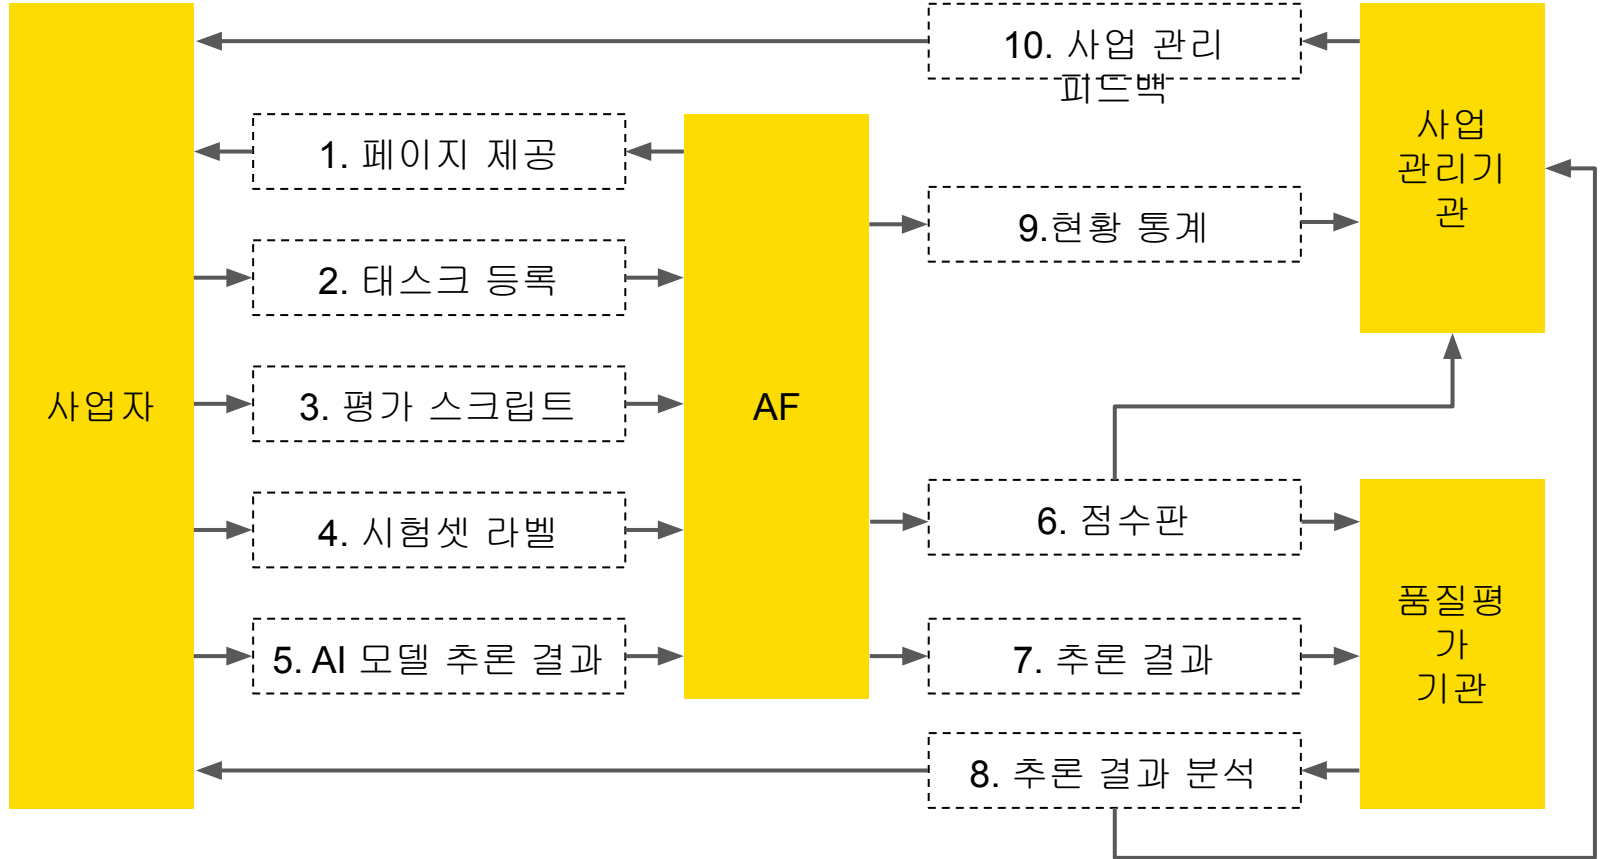 10. 사업 관리
피드백
사업
관리기
관
1. 페이지 제공
9.현황 통계
2. 태스크 등록
사업자
3. 평가 스크립트
AF
4. 시험셋 라벨
6. 점수판
품질평
가
기관
5. AI 모델 추론 결과
7. 추론 결과
8. 추론 결과 분석